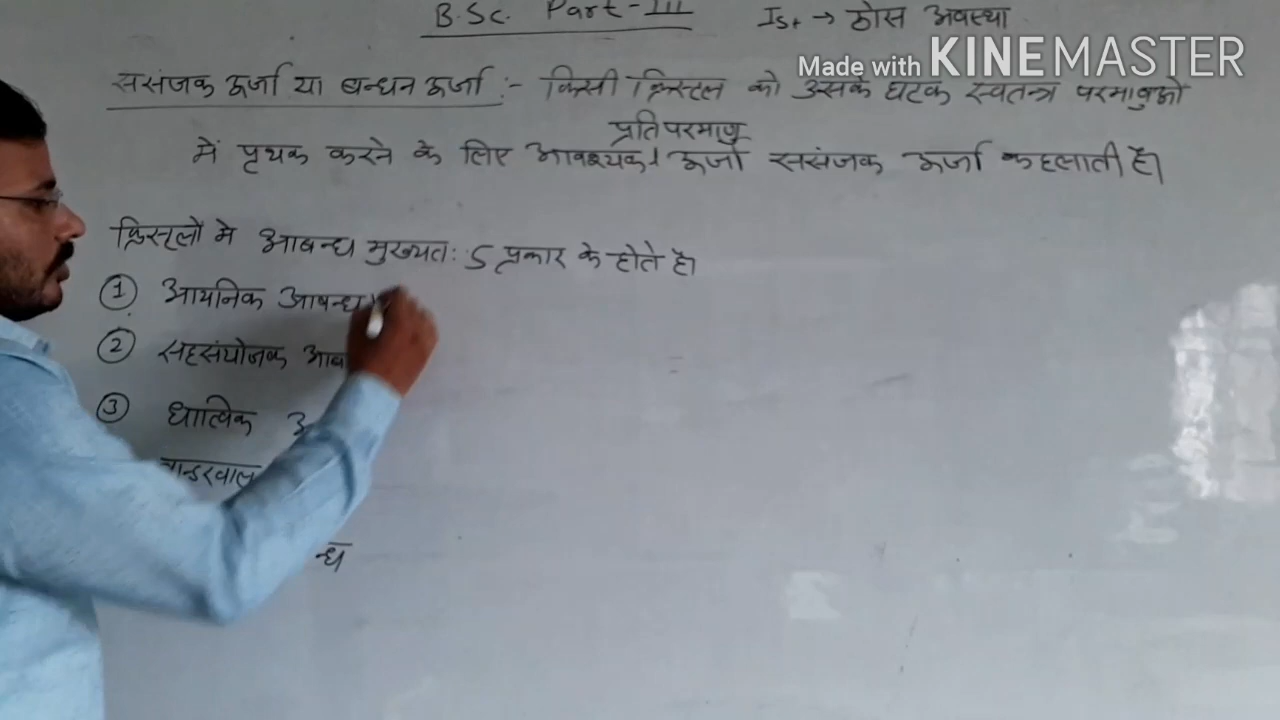 B.Sc. Part-III Ist → ठोस अवस्था
Made with KINEMASTER
ससंजक ऊर्जा या बन्धन ऊर्जा :- किसी क्रिस्टल को उसके घटक स्वतन्त्र परमाणुओ
प्रति परमाणु
में पृथक करने के लिए आवश्यक ऊर्जा ससंजक ऊर्जा कहलाती है।
क्रिस्टलों मे आबन्ध मुख्यतः 5 प्रकार के होते है।
① आयनिक आबन्ध
② सहसंयोजक आब
③ धात्विक
वान्डरवाल
न्ध